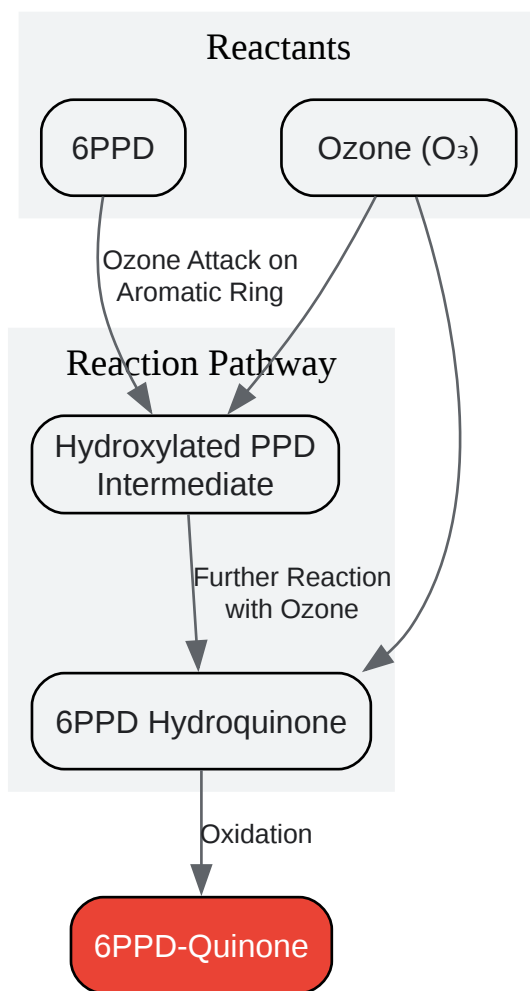 Reactants
6PPD
Ozone (O₃)
Ozone Attack on
Aromatic Ring
Reaction Pathway
Hydroxylated PPD
Intermediate
Further Reaction
with Ozone
6PPD Hydroquinone
Oxidation
6PPD-Quinone